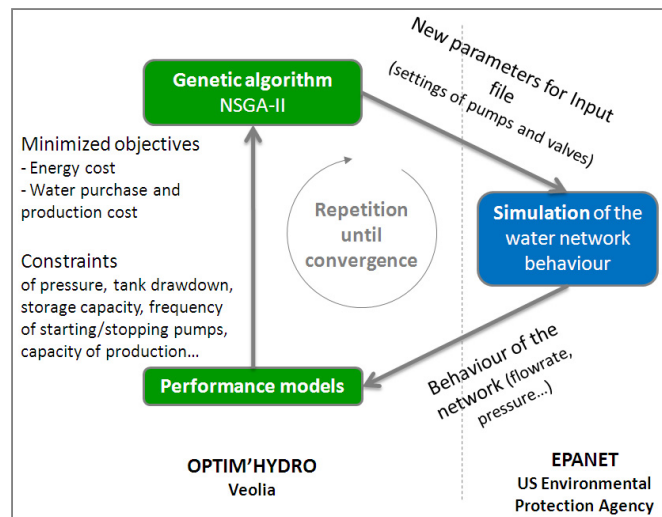 Genetic algorithm
NSGA-II
New parameters for Input
file
(settings of pumps and valves)
Minimized objectives
- Energy cost
- Water purchase and
production cost
Repetition
until
convergence
Simulation of the
water network
behaviour
Constraints
of pressure, tank drawdown,
storage capacity, frequency
of starting/stopping pumps,
capacity of production...
Performance models
Behaviour of the
network (flowrate,
pressure...)
OPTIM'HYDRO
Veolia
EPANET
US Environmental
Protection Agency